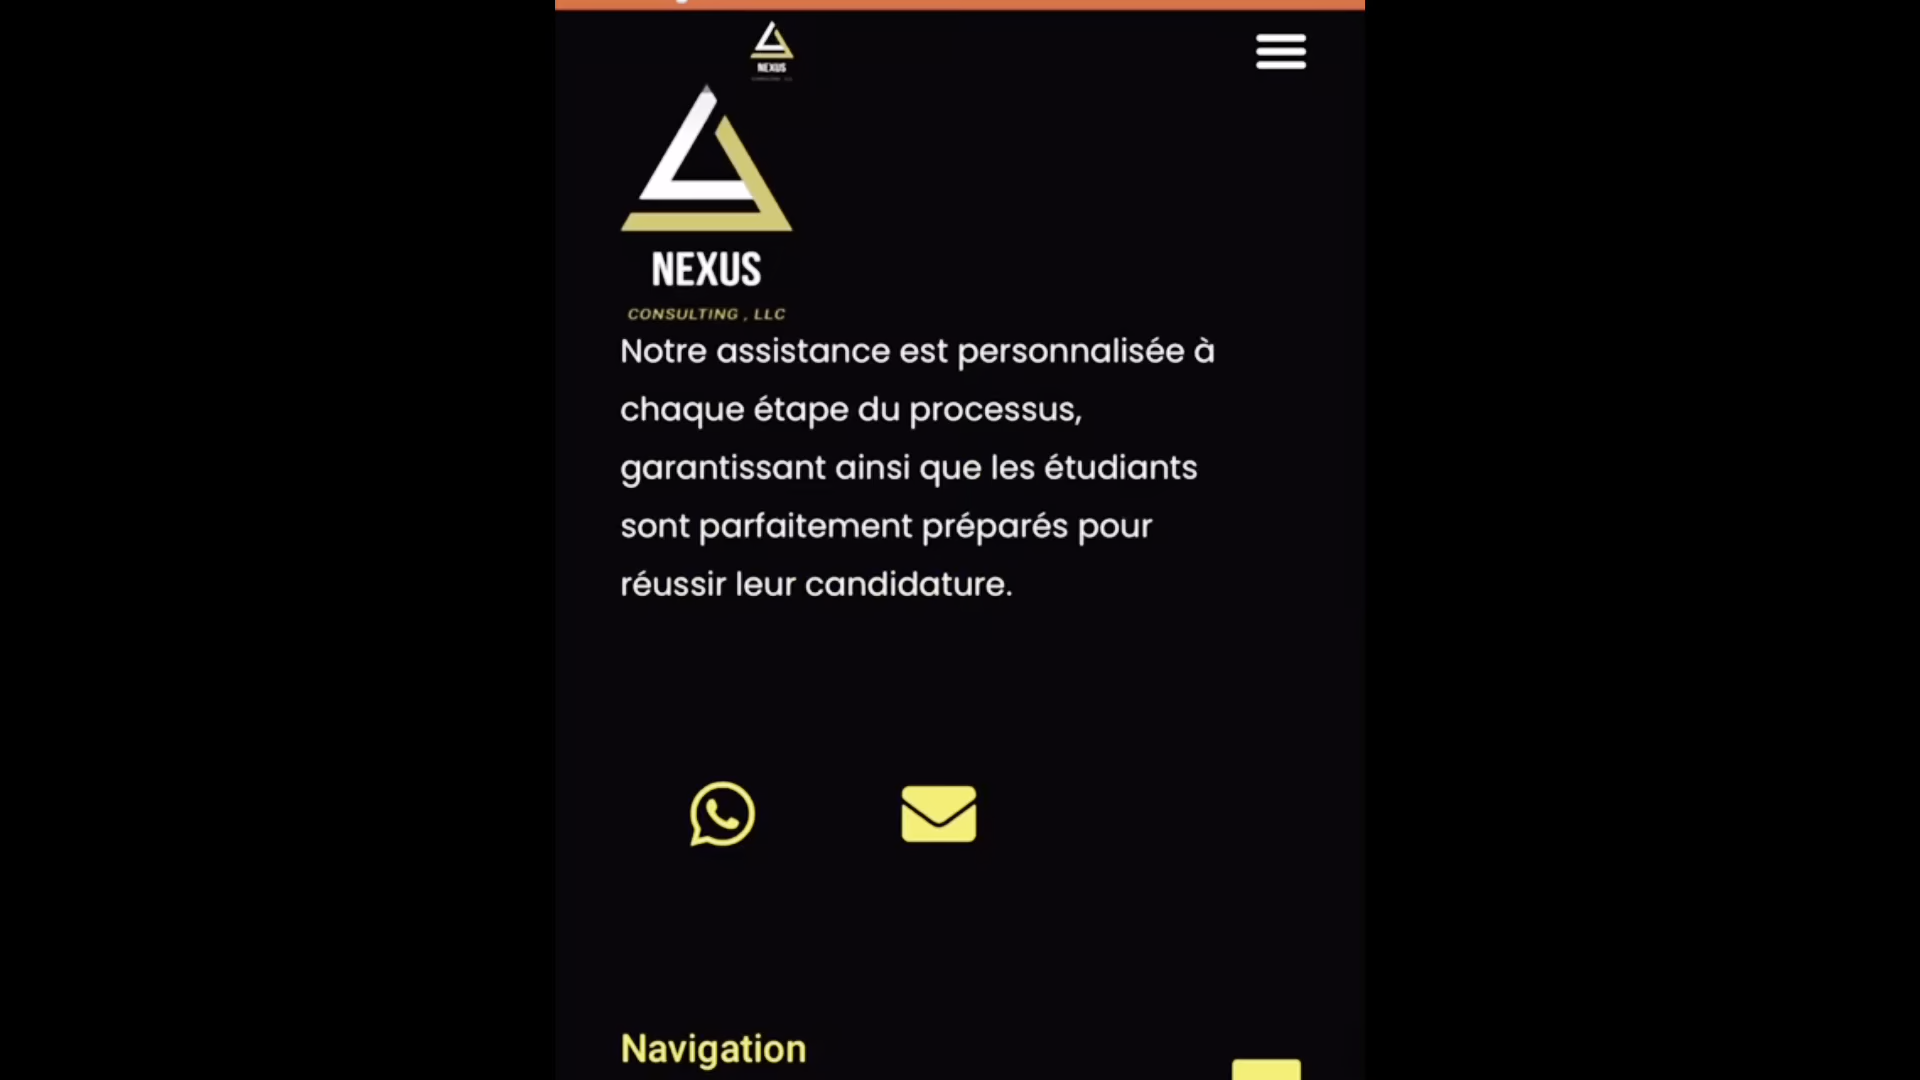 NEXUS
NEXUS
CONSULTING , LLC
Notre assistance est personnalisée à
chaque étape du processus,
garantissant ainsi que les étudiants
sont parfaitement préparés pour
réussir leur candidature.
Navigation